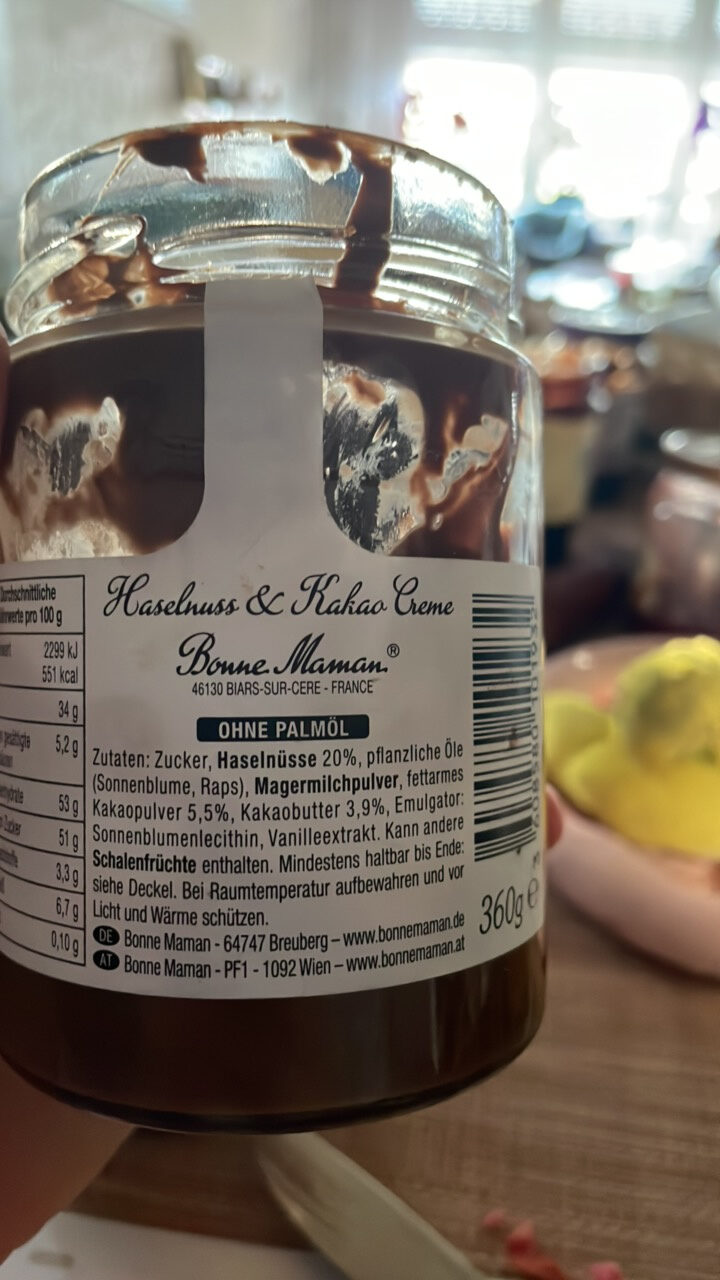 Durchschnittliche
pro 100 g
2299 kJ
551 kcal
34 g
5,2 g
53 g
Zucker
51 g
3,3 g
6,7 g
0,10 g
Haselnuss & Kakao Creme
Bonne Maman®
46130 BIARS-SUR-CERE - FRANCE
OHNE PALMÖL
Zutaten: Zucker, Haselnüsse 20%, pflanzliche Öle
(Sonnenblume, Raps), Magermilchpulver, fettarmes
Kakaopulver 5,5%, Kakaobutter 3,9%, Emulgator:
Sonnenblumenlecithin, Vanilleextrakt. Kann andere
Schalenfrüchte enthalten. Mindestens haltbar bis Ende:
siehe Deckel. Bei Raumtemperatur aufbewahren und vor
Licht und Wärme schützen.
DE Bonne Maman - 64747 Breuberg – www.bonnemaman.de
AT Bonne Maman - PF1 - 1092 Wien – www.bonnemaman.at
360g e